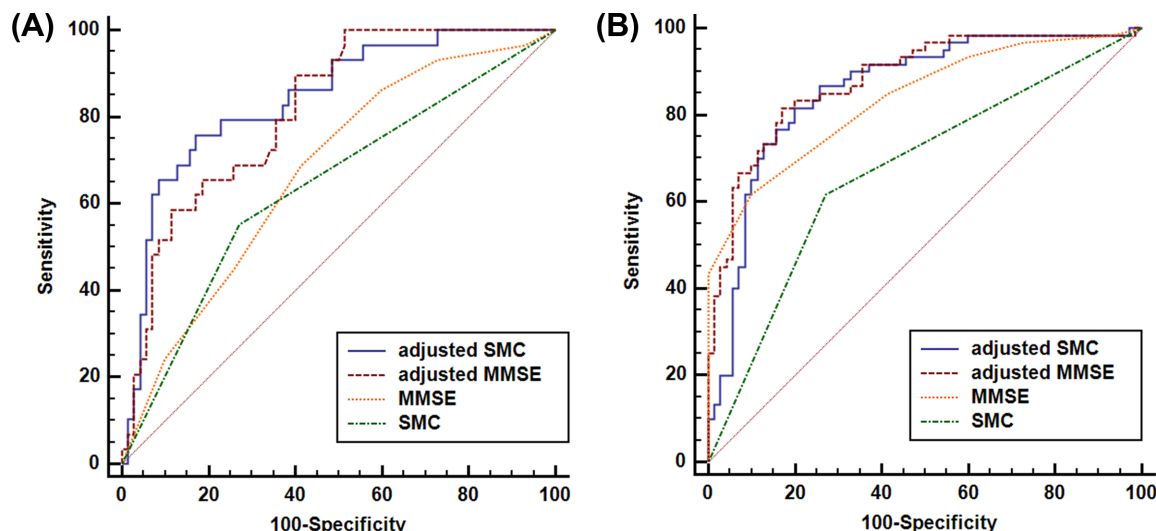 (A)
100
80
60
40
20
0
Sensitivity
0 20 40 60 80 100
100-Specificity
adjusted SMC
adjusted MMSE
MMSE
SMC
(B)
100
80
60
40
20
0
Sensitivity
0 20 40 60 80 100
100-Specificity
adjusted SMC
adjusted MMSE
MMSE
SMC